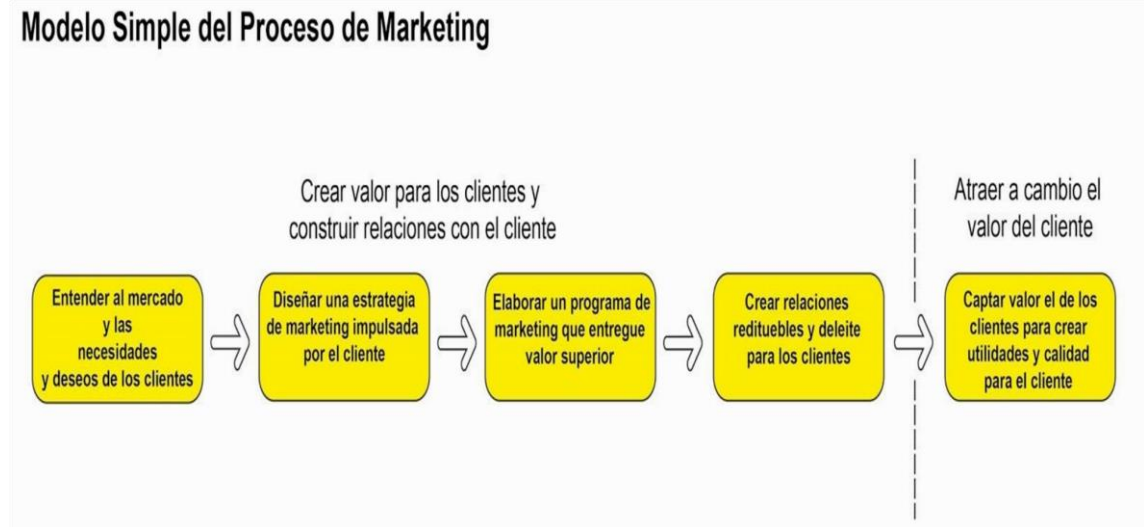 Modelo Simple del Proceso de Marketing
Crear valor para los clientes y
construir relaciones con el cliente
Atraer a cambio el
valor del cliente
Entender al mercado
y las
necesidades
y deseos de los clientes
Diseñar una estrategia
de marketing impulsada
por el cliente
Elaborar un programa de
marketing que entregue
valor superior
Crear relaciones
redituebles y deleite
para los clientes
Captar valor el de los
clientes para crear
utilidades y calidad
para el cliente